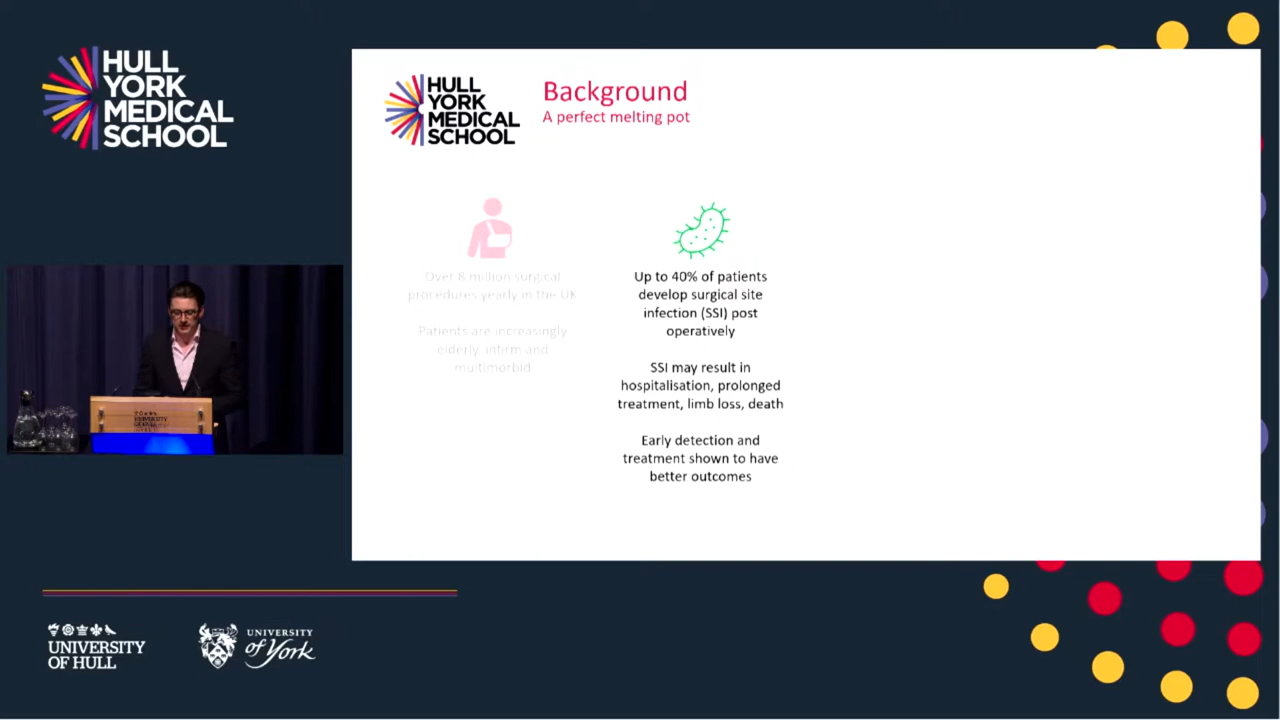 HULL
YORK
MEDICAL
SCHOOL
HULL
YORK
MEDICAL
SCHOOL
Background
A perfect melting pot
Over 8 million surgical
procedures yearly in the UK
Patients are increasingly
elderly, infirm and
multimorbid
Up to 40% of patients
develop surgical site
infection (SSI) post
operatively
SSI may result in
hospitalisation, prolonged
treatment, limb loss, death
Early detection and
treatment shown to have
better outcomes
UNIVERSITY
UNIVERSITY
OF HULL
UNIVERSITY
of York